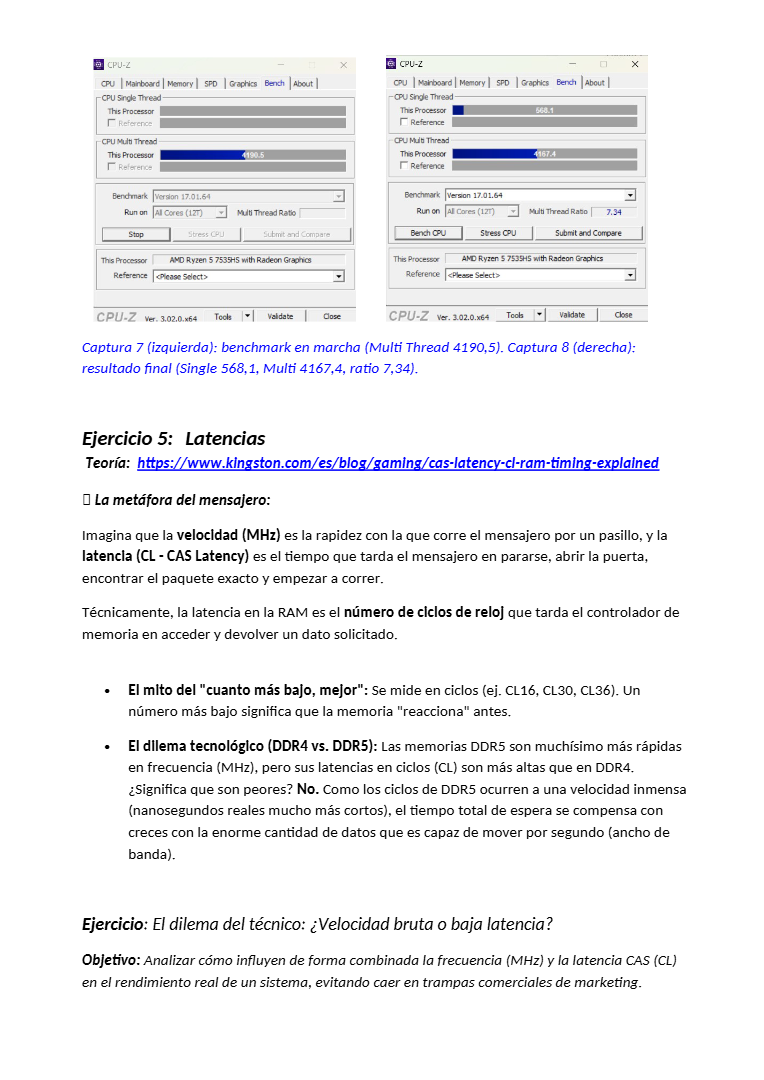 CPU-Z
CPU Mainboard Memory SPD Graphics Bench About
CPU Single Thread
This Processor
Reference
CPU Multi Thread
This Processor 4190.5
Reference
Benchmark Version 17.01.64
Run on All Cores (12T) Multi Thread Ratio
Stop Stress CPU Submit and Compare
This Processor AMD Ryzen 5 7535HS with Radeon Graphics
Reference <Please Select>
CPU-Z Ver. 3.02.0.x64 Tools Validate Close
CPU-Z
CPU Mainboard Memory SPD Graphics Bench About
CPU Single Thread
This Processor 568.1
Reference
CPU Multi Thread
This Processor 4167.4
Reference
Benchmark Version 17.01.64
Run on All Cores (12T) Multi Thread Ratio 7.34
Bench CPU Stress CPU Submit and Compare
This Processor AMD Ryzen 5 7535HS with Radeon Graphics
Reference <Please Select>
CPU-Z Ver. 3.02.0.x64 Tools Validate Close
Captura 7 (izquierda): benchmark en marcha (Multi Thread 4190,5). Captura 8 (derecha):
resultado final (Single 568,1, Multi 4167,4, ratio 7,34).
Ejercicio 5: Latencias
Teoría: https://www.kingston.com/es/blog/gaming/cas-latency-cl-ram-timing-explained
La metáfora del mensajero:
Imagina que la velocidad (MHz) es la rapidez con la que corre el mensajero por un pasillo, y la
latencia (CL - CAS Latency) es el tiempo que tarda el mensajero en pararse, abrir la puerta,
encontrar el paquete exacto y empezar a correr.
Técnicamente, la latencia en la RAM es el número de ciclos de reloj que tarda el controlador de
memoria en acceder y devolver un dato solicitado.
• El mito del "cuanto más bajo, mejor": Se mide en ciclos (ej. CL16, CL30, CL36). Un
número más bajo significa que la memoria "reacciona" antes.
• El dilema tecnológico (DDR4 vs. DDR5): Las memorias DDR5 son muchísimo más rápidas
en frecuencia (MHz), pero sus latencias en ciclos (CL) son más altas que en DDR4.
¿Significa que son peores? No. Como los ciclos de DDR5 ocurren a una velocidad inmensa
(nanosegundos reales mucho más cortos), el tiempo total de espera se compensa con
creces con la enorme cantidad de datos que es capaz de mover por segundo (ancho de
banda).
Ejercicio: El dilema del técnico: ¿Velocidad bruta o baja latencia?
Objetivo: Analizar cómo influyen de forma combinada la frecuencia (MHz) y la latencia CAS (CL)
en el rendimiento real de un sistema, evitando caer en trampas comerciales de marketing.